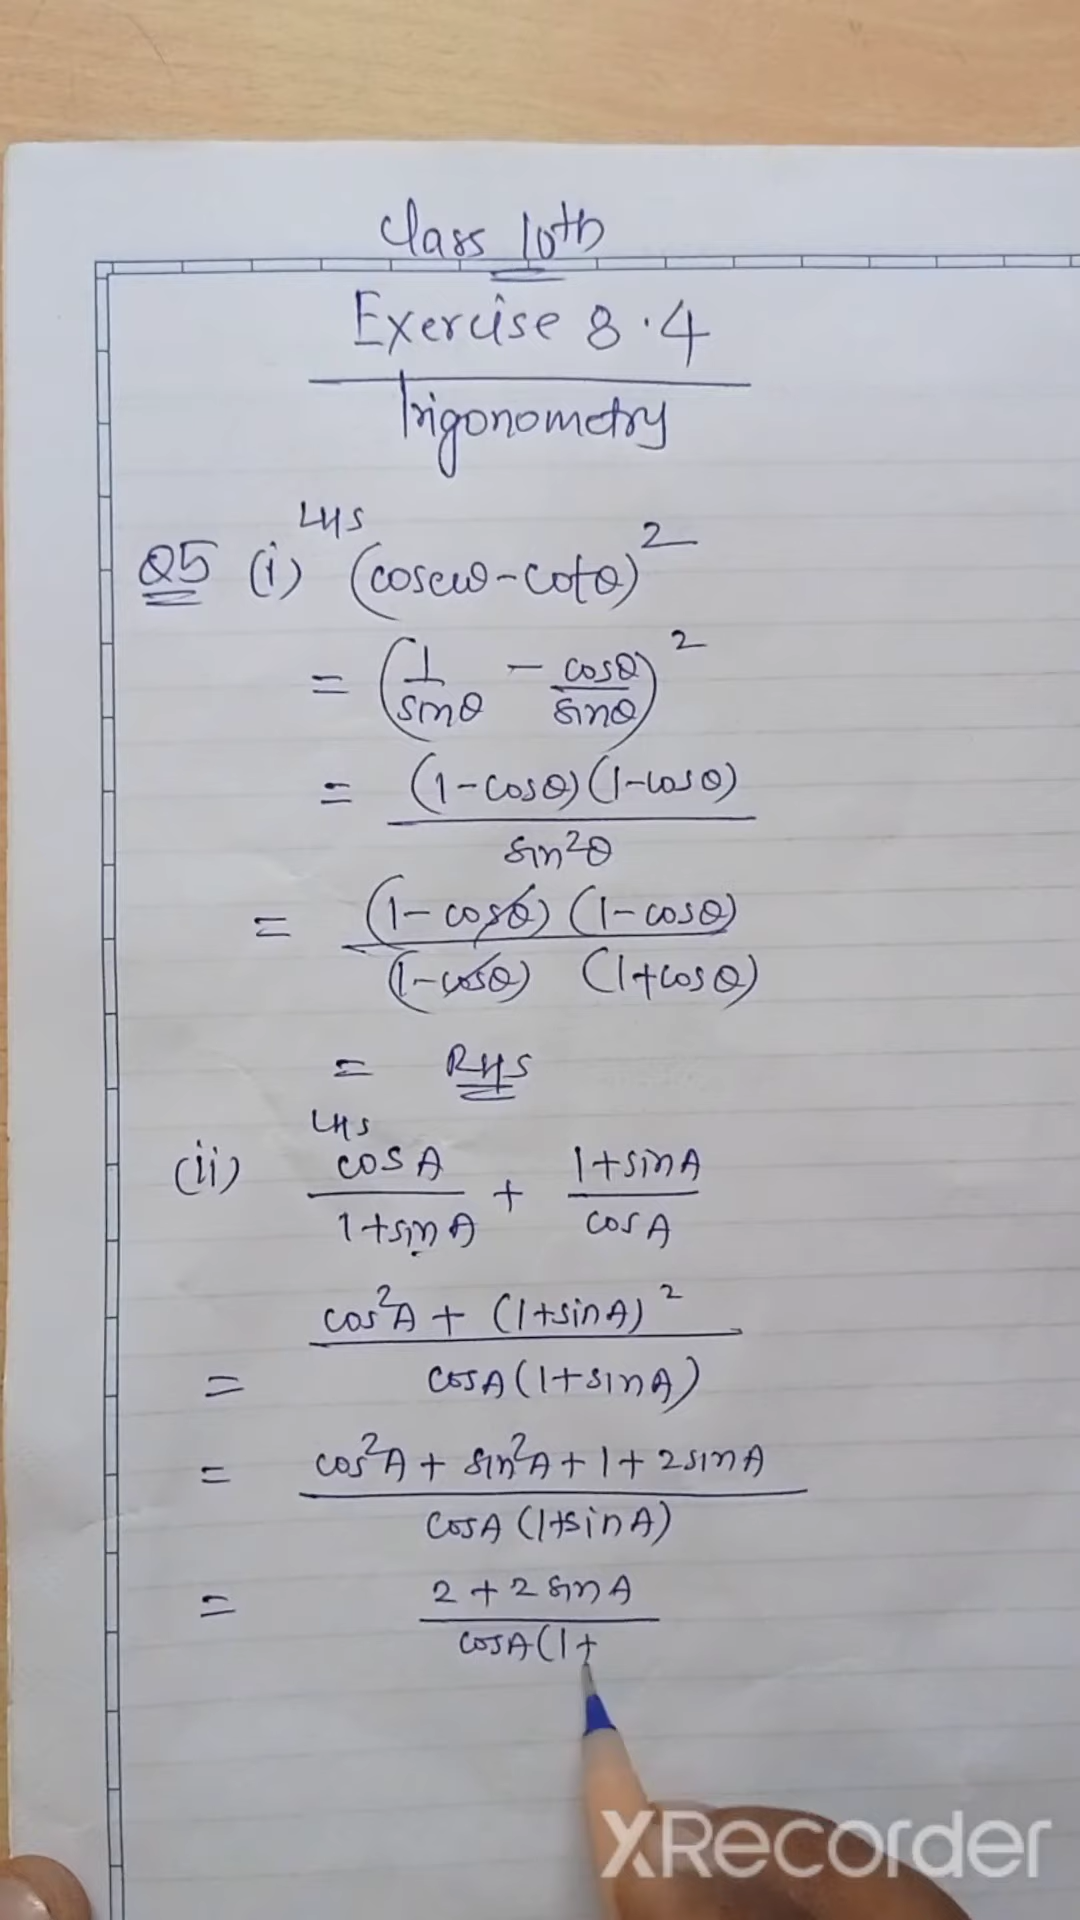 Class 10th
Exercise 8.4
Trigonometry
LHS
Q5 (i) (cosecθ - cotθ)²
= (1/sinθ - cosθ/sinθ)²
= (1-cosθ)(1-cosθ)
sin²θ
= (1-cosθ) (1-cosθ)
(1-cosθ) (1+cosθ)
= RHS
LHS
(ii) cosA/1+sinA + 1+sinA/cosA
cos²A + (1+sinA)²
= cosA(1+sinA)
= cos²A + sin²A + 1 + 2sinA
cosA(1+sinA)
= 2 + 2sinA
cosA(1+
XRecorder